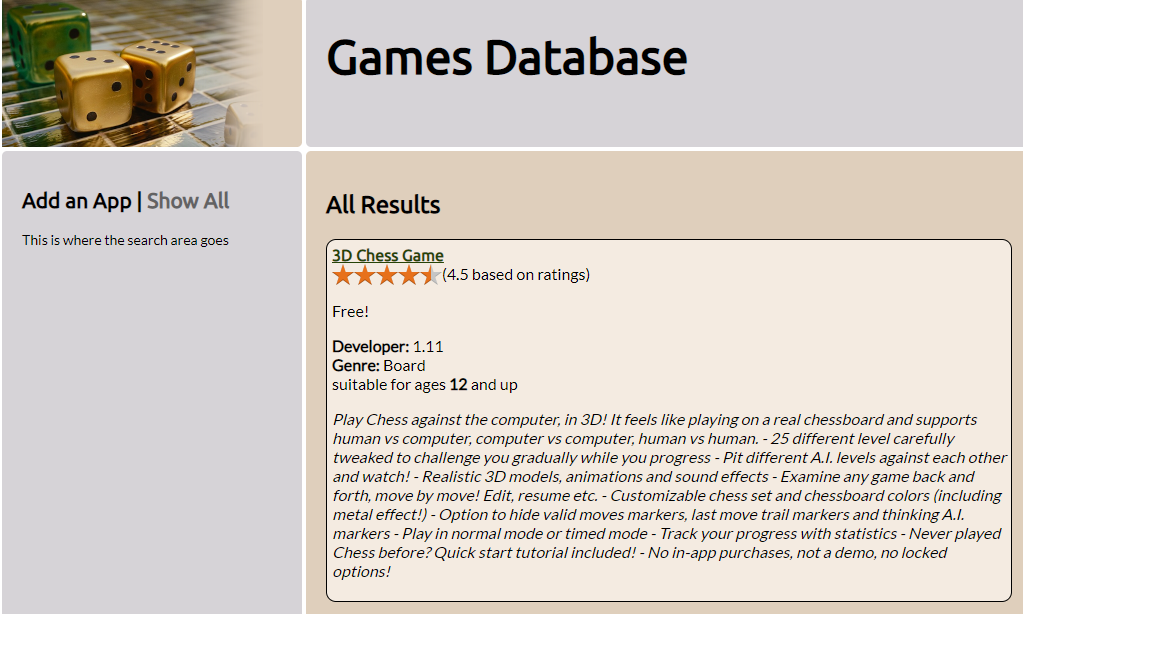 Games Database
Add an App | Show All
This is where the search area goes
All Results
3D Chess Game
(4.5 based on ratings)
Free!
Developer: 1.11
Genre: Board
suitable for ages 12 and up
Play Chess against the computer, in 3D! It feels like playing on a real chessboard and supports
human vs computer, computer vs computer, human vs human. - 25 different level carefully
tweaked to challenge you gradually while you progress - Pit different A.I. levels against each other
and watch! - Realistic 3D models, animations and sound effects - Examine any game back and
forth, move by move! Edit, resume etc. - Customizable chess set and chessboard colors (including
metal effect!) - Option to hide valid moves markers, last move trail markers and thinking A.I.
markers - Play in normal mode or timed mode - Track your progress with statistics - Never played
Chess before? Quick start tutorial included! - No in-app purchases, not a demo, no locked
options!